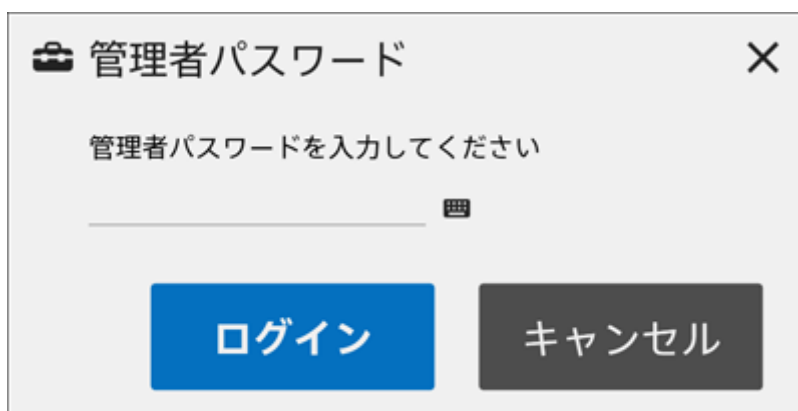 管理者パスワード
管理者パスワードを入力してください
ログイン キャンセル